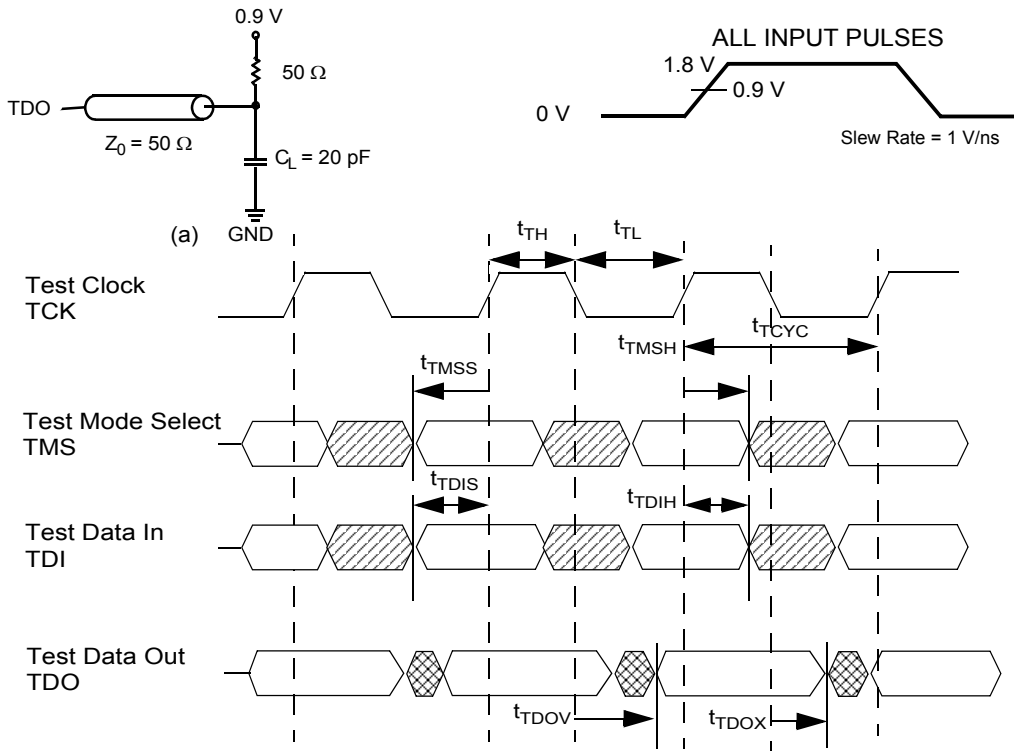 0.9 V
50 Ω
TDO
Z0 = 50 Ω
CL = 20 pF
(a) GND
ALL INPUT PULSES
1.8 V
0.9 V
0 V
Slew Rate = 1 V/ns
tTH
tTL
Test Clock
TCK
tTMSH
tTCYC
tTMSS
Test Mode Select
TMS
tTDIS
tTDIH
Test Data In
TDI
Test Data Out
TDO
tTDOV
tTDOX